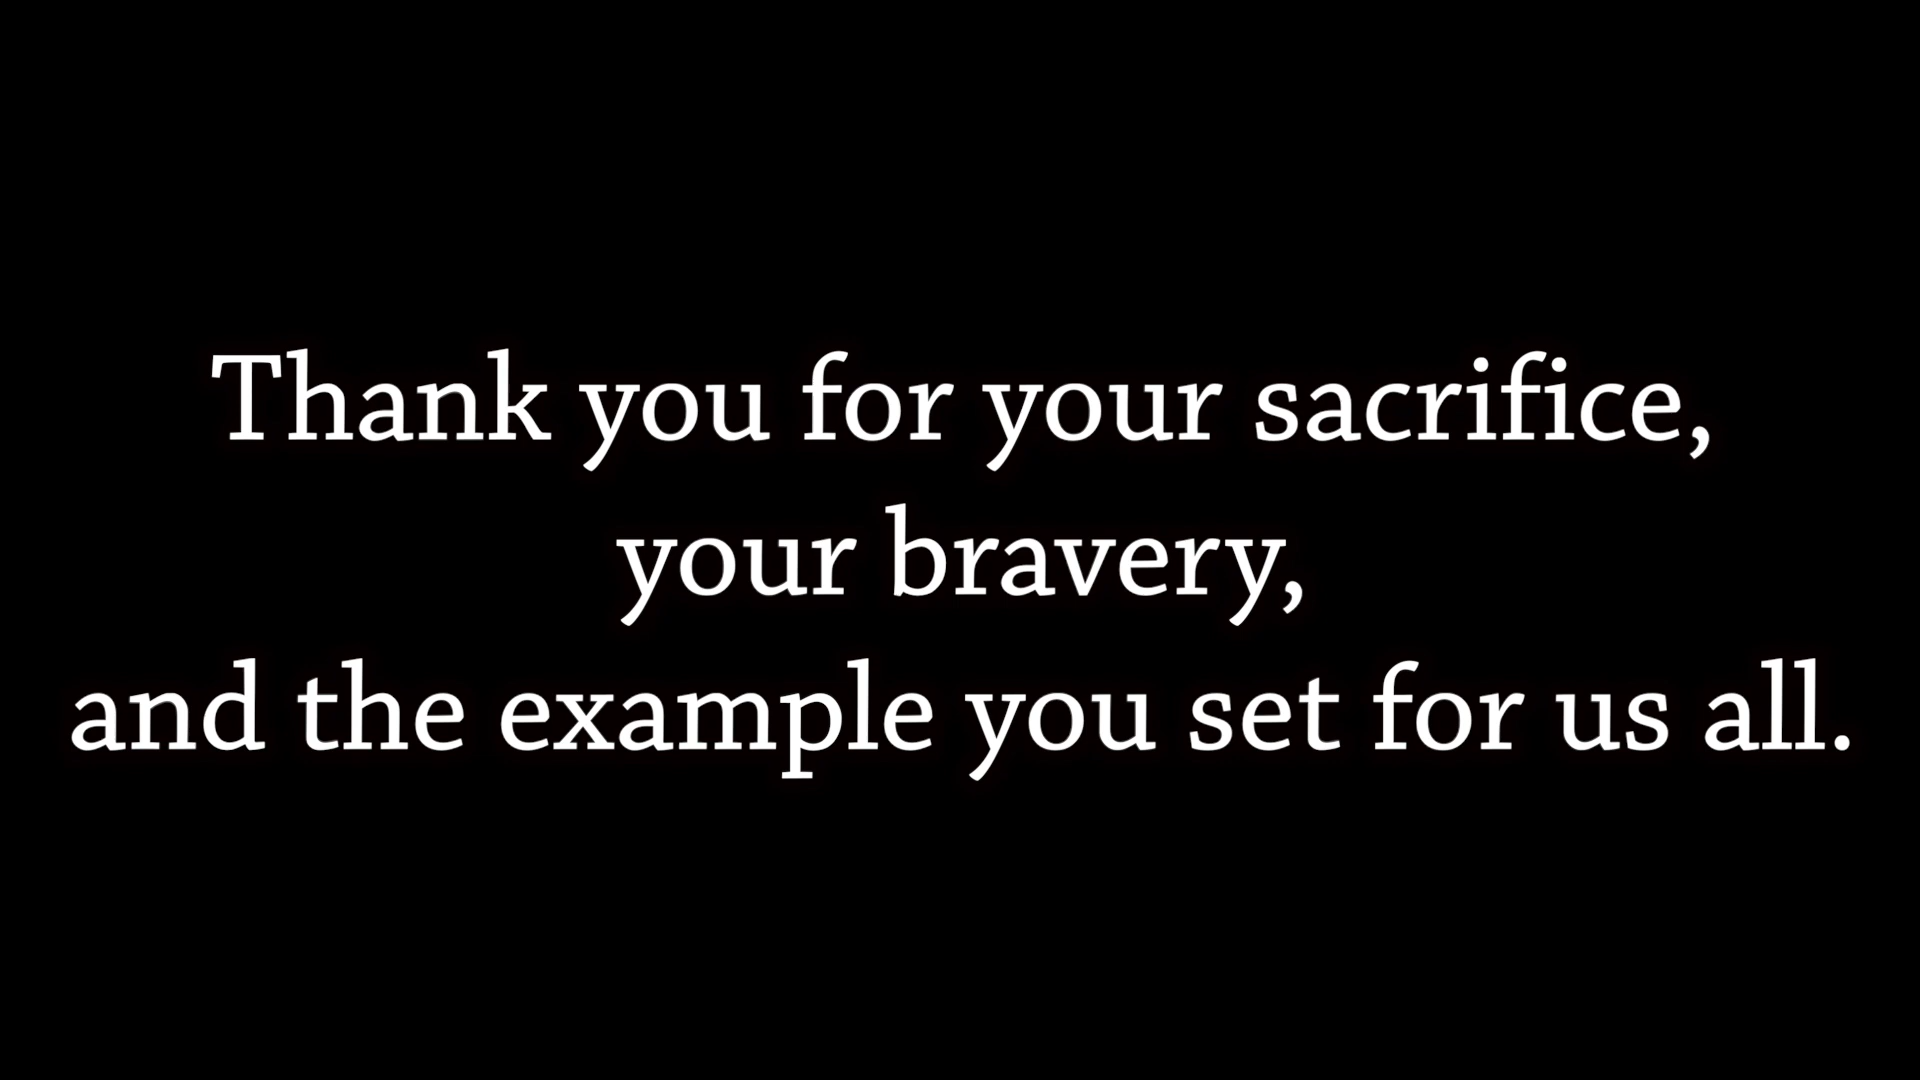 Thank you for your sacrifice,
your bravery,
and the example you set for us all.